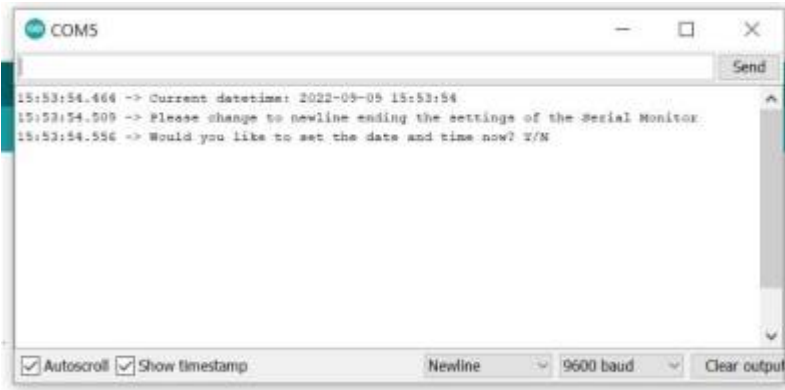 COM5
Send
15:53:54.464 -> Current datetime: 2022-09-09 15:53:54
15:53:54.509 -> Please change to newline ending the settings of the Serial Monitor
15:53:54.556 -> Would you like to set the date and time now? Y/N
Autoscroll Show timestamp Newline 9600 baud Clear output